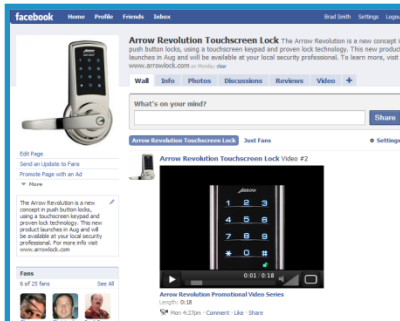 facebook Home Profile Friends Inbox Brad Smith Settings Logout
Arrow Revolution Touchscreen Lock The Arrow Revolution is a new concept in
push button locks, using a touchscreen keypad and proven lock technology. This new product
launches in Aug and will be available at your local security professional. To learn more, visit
www.arrowlock.com on Monday clear
Wall Info Photos Discussions Reviews Video +
What's on your mind?
Share
Arrow Revolution Touchscreen Lock Just Fans Settings
Arrow Revolution Touchscreen Lock Video #2
ARROW
1 2 3
4 5 6
7 8 9
0 #
0:01 / 0:18
Arrow Revolution Promotional Video Series
Length: 0:18
Mon 4:23pm · Comment · Like · Share
Edit Page
Send an Update to Fans
Promote Page with an Ad
More
The Arrow Revolution is a new
concept in push button locks,
using a touchscreen keypad and
proven lock technology. This new
product launches in Aug and will
be available at your local security
professional. For more info visit
www.arrowlock.com
Fans
6 of 25 fans See All